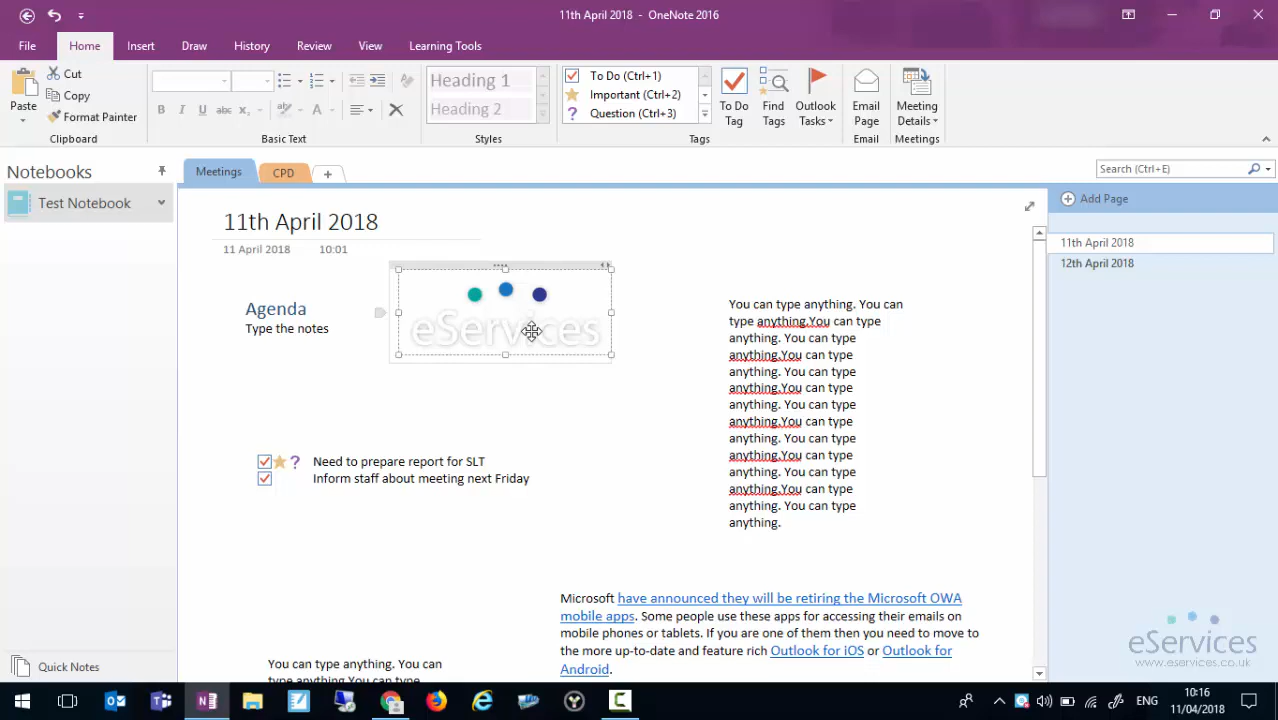 11th April 2018 - OneNote 2016
File Home Insert Draw History Review View Learning Tools
Paste
Cut
Copy
Format Painter
Clipboard
B I U abc x₂ A
Basic Text
Heading 1
Heading 2
Styles
To Do (Ctrl+1)
Important (Ctrl+2)
? Question (Ctrl+3)
To Do Tag
Find Tags
Tags
Outlook Tasks
Email Page
Email
Meeting Details
Meetings
Notebooks
Meetings CPD +
Search (Ctrl+E)
Test Notebook
Add Page
11th April 2018
12th April 2018
11th April 2018
11 April 2018 10:01
Agenda
Type the notes
eServices
You can type anything. You can
type anything.You can type
anything. You can type
anything.You can type
anything. You can type
anything.You can type
anything. You can type
anything.You can type
anything. You can type
anything.You can type
anything. You can type
anything.You can type
anything. You can type
anything.
? Need to prepare report for SLT
Inform staff about meeting next Friday
Microsoft have announced they will be retiring the Microsoft OWA
mobile apps. Some people use these apps for accessing their emails on
mobile phones or tablets. If you are one of them then you need to move to
the more up-to-date and feature rich Outlook for iOS or Outlook for
Android.
You can type anything. You can
type anything.You can type
Quick Notes
eServices
www.eservices.co.uk
ENG
10:16
11/04/2018